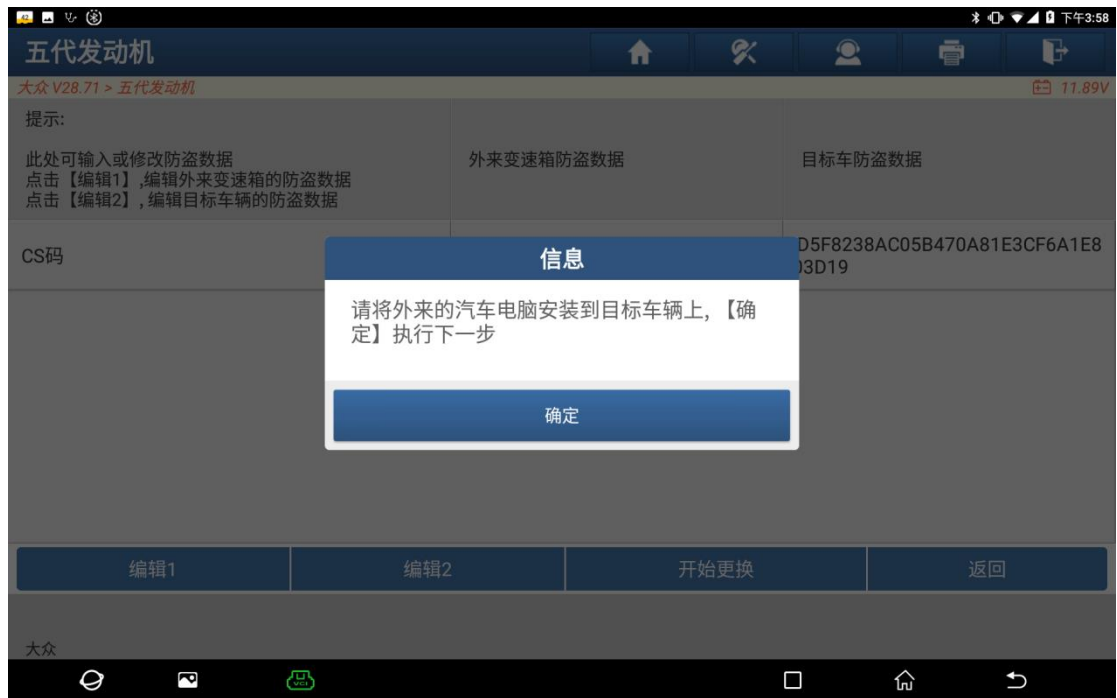 42
下午3:58
五代发动机
大众 V28.71 > 五代发动机
11.89V
提示:
此处可输入或修改防盗数据
点击【编辑1】,编辑外来变速箱的防盗数据
点击【编辑2】, 编辑目标车辆的防盗数据
外来变速箱防盗数据
目标车防盗数据
CS码
D5F8238AC05B470A81E3CF6A1E8
03D19
信息
请将外来的汽车电脑安装到目标车辆上, 【确
定】执行下一步
确定
编辑1
编辑2
开始更换
返回
大众
VCI